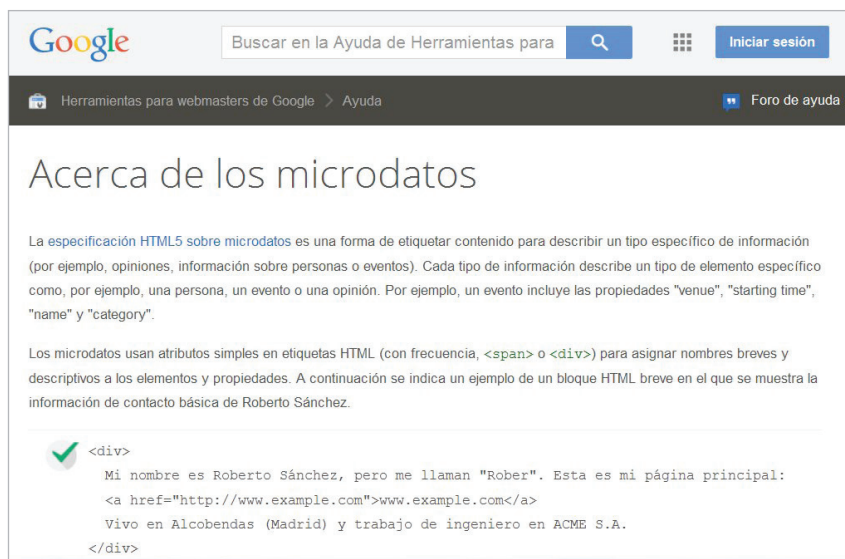 Google
Buscar en la Ayuda de Herramientas para
Iniciar sesión
Herramientas para webmasters de Google > Ayuda
Foro de ayuda
Acerca de los microdatos
La especificación HTML5 sobre microdatos es una forma de etiquetar contenido para describir un tipo específico de información
(por ejemplo, opiniones, información sobre personas o eventos). Cada tipo de información describe un tipo de elemento específico
como, por ejemplo, una persona, un evento o una opinión. Por ejemplo, un evento incluye las propiedades "venue", "starting time",
"name" y "category".
Los microdatos usan atributos simples en etiquetas HTML (con frecuencia, <span> o <div>) para asignar nombres breves y
descriptivos a los elementos y propiedades. A continuación se indica un ejemplo de un bloque HTML breve en el que se muestra la
información de contacto básica de Roberto Sánchez.
<div>
Mi nombre es Roberto Sánchez, pero me llaman "Rober". Esta es mi página principal:
<a href="http://www.example.com">www.example.com</a>
Vivo en Alcobendas (Madrid) y trabajo de ingeniero en ACME S.A.
</div>